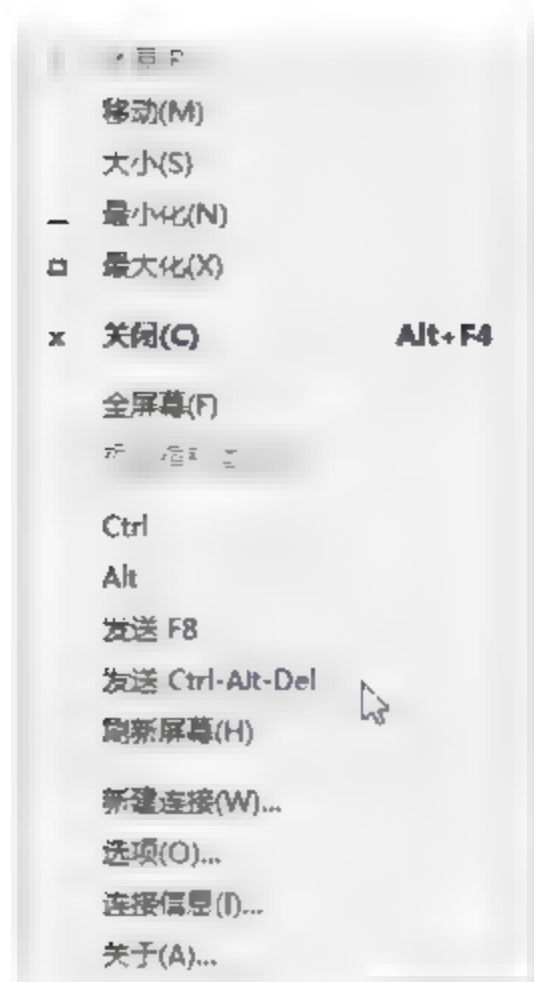 移动(M)
大小(S)
最小化(N)
最大化(X)
关闭(C) Alt+F4
全屏幕(F)
Ctrl
Alt
发送 F8
发送 Ctrl-Alt-Del
刷新屏幕(H)
新建连接(W)...
选项(O)...
连接信息(I)...
关于(A)...